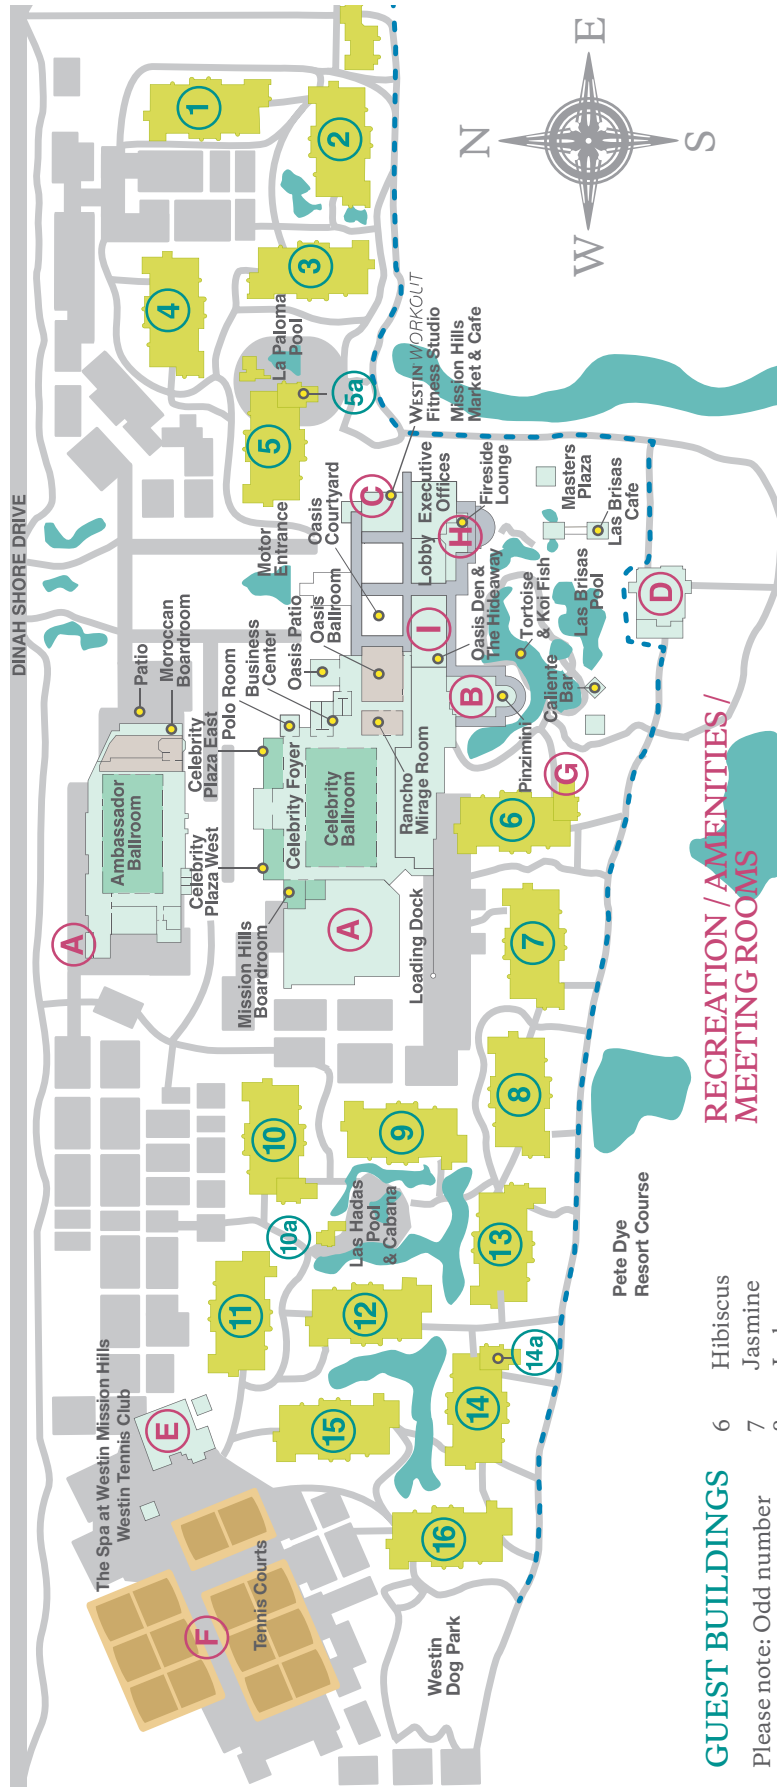 DINAH SHORE DRIVE
The Spa at Westin Mission Hills
Westin Tennis Club
E
F
Tennis Courts
Westin
Dog Park
16
15
14
14a
13
12
11
10
10a
9
8
7
Las Hadas
Pool
& Cabana
Pete Dye
Resort Course
A
Ambassador
Ballroom
Patio
Moroccan
Boardroom
Celebrity
Plaza West
Celebrity
Plaza East
Polo Room
Business
Center
Oasis Patio
Oasis
Ballroom
Motor
Entrance
Oasis
Courtyard
Mission Hills
Boardroom
Celebrity Foyer
Celebrity
Ballroom
A
Rancho
Mirage Room
Loading Dock
6
G
B
Pinzimini
Caliente
Bar
I
Oasis Den &
The Hideaway
Tortoise
& Koi Fish
Las Brisas
Pool
D
Lobby
Executive
Offices
H
Fireside
Lounge
Masters
Plaza
Las Brisas
Cafe
C
WESTIN WORKOUT
Fitness Studio
Mission Hills
Market & Cafe
5
5a
La Paloma
Pool
4
3
2
1
N
E
S
W
GUEST BUILDINGS
Please note: Odd number
6 Hibiscus
7 Jasmine
RECREATION / AMENITIES /
MEETING ROOMS